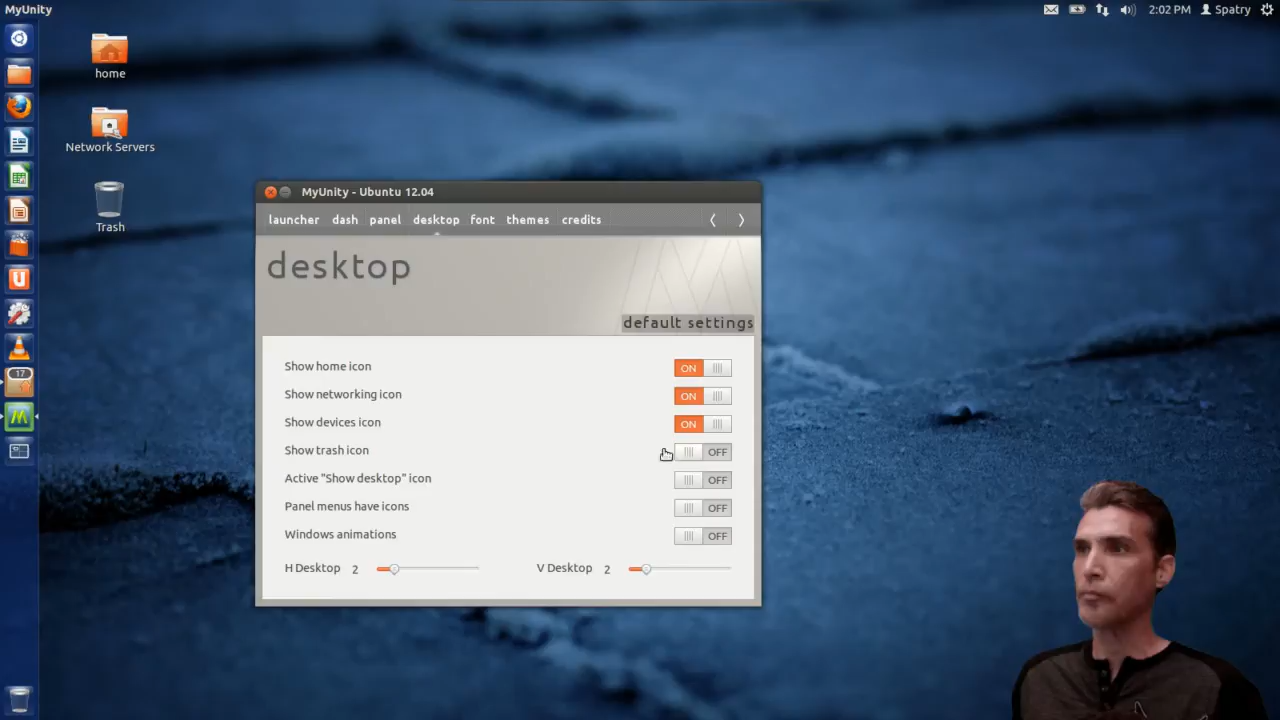 MyUnity
2:02 PM
Spatry
home
Network Servers
Trash
17
MyUnity - Ubuntu 12.04
launcher dash panel desktop font themes credits
desktop
default settings
Show home icon ON
Show networking icon ON
Show devices icon ON
Show trash icon OFF
Active "Show desktop" icon OFF
Panel menus have icons OFF
Windows animations OFF
H Desktop 2 V Desktop 2